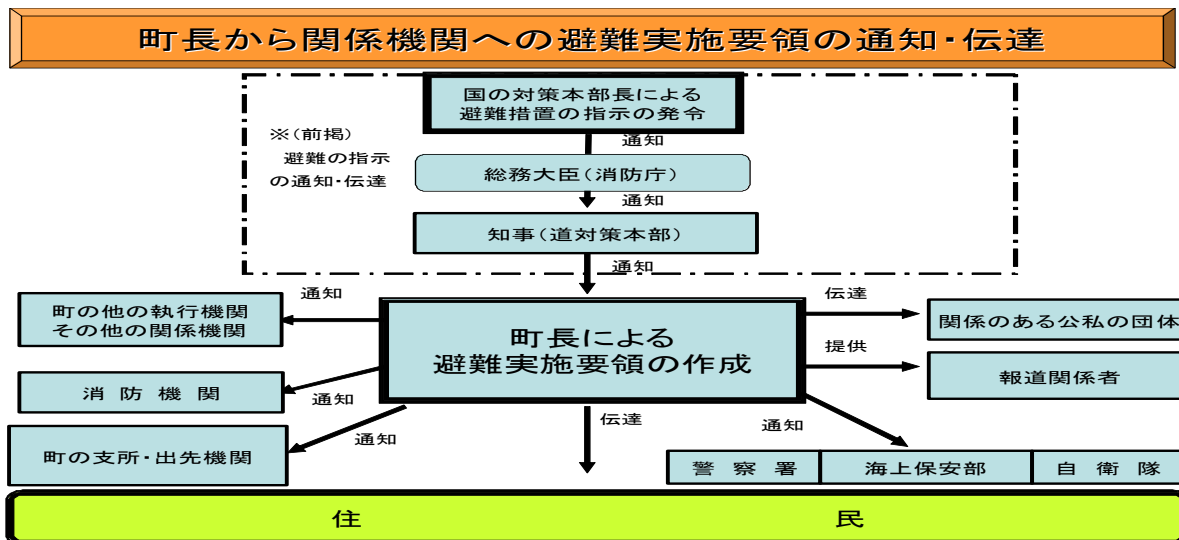 町長から関係機関への避難実施要領の通知・伝達
国の対策本部長による
避難措置の指示の発令
※(前掲)
避難の指示
の通知・伝達
通知
総務大臣(消防庁)
通知
知事(道対策本部)
通知
町の他の執行機関
その他の関係機関
通知
町長による
避難実施要領の作成
伝達
関係のある公私の団体
提供
報道関係者
消防機関
通知
町の支所・出先機関
通知
伝達
通知
警察署
海上保安部
自衛隊
住民